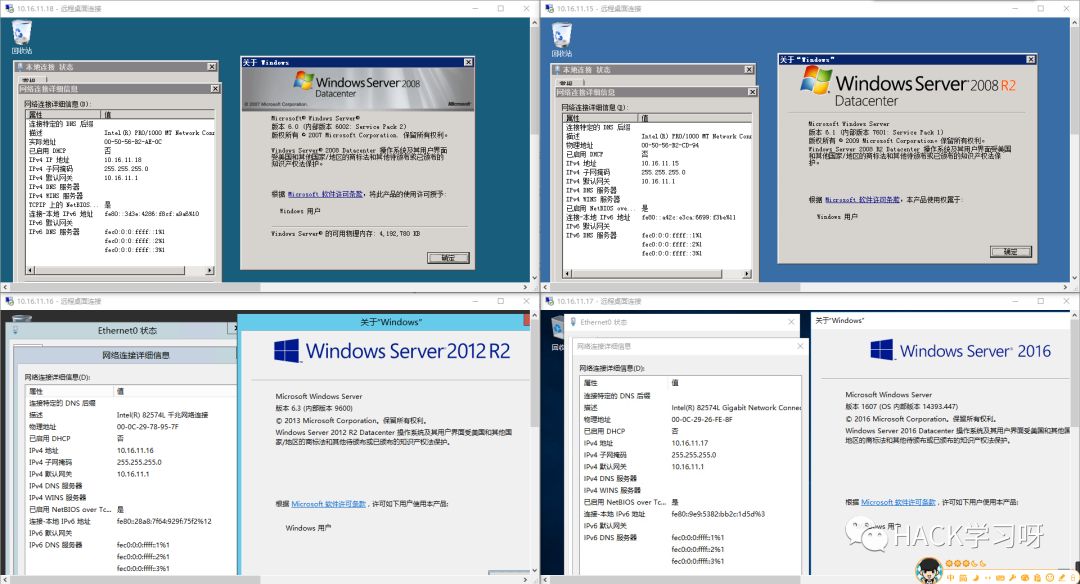 10.16.11.18 - 远程桌面连接
回收站
本地连接 状态
网络连接详细信息
网络连接详细信息(D):
属性 值
连接特定的 DNS 后缀
描述 Intel(R) PRO/1000 MT Network Con
实际地址 00-50-56-B2-AE-0C
已启用 DHCP 否
IPv4 IP 地址 10.16.11.18
IPv4 子网掩码 255.255.255.0
IPv4 默认网关 10.16.11.1
IPv4 DNS 服务器
IPv4 WINS 服务器
TCPIP 上的 NetBIOS... 是
连接-本地 IPv6 地址
IPv6 默认网关
IPv6 DNS 服务器 fec0:0:0:ffff::1%1
fec0:0:0:ffff::2%1
fec0:0:0:ffff::3%1
关于 Windows
Windows Server 2008
Datacenter
© 2007 Microsoft Corporation. Microsoft
Microsoft® Windows Server®
版本 6.0 (内部版本 6002: Service Pack 2)
版权所有 © 2007 Microsoft Corporation. 保留所有权利。
Windows Server® 2008 Datacenter 操作系统及其用户界面
受美国和其他国家/地区的商标法和其他待颁布或已颁布的
知识产权法保护。
根据 Microsoft 软件许可条款, 将此产品的使用许可授予:
Windows 用户
Windows Server® 的可用物理内存: 4,192,780 KB
确定
10.16.11.15 - 远程桌面连接
回收站
本地连接 状态
网络连接详细信息
网络连接详细信息(D):
属性 值
连接特定的 DNS 后缀
描述 Intel(R) PRO/1000 MT Network Conn
物理地址 00-50-56-B2-CD-94
已启用 DHCP 否
IPv4 地址 10.16.11.15
IPv4 子网掩码 255.255.255.0
IPv4 默认网关 10.16.11.1
IPv4 DNS 服务器
IPv4 WINS 服务器
已启用 NetBIOS ove... 是
连接-本地 IPv6 地址 fe80::a42c:e3ca:6699:f3be%11
IPv6 默认网关
IPv6 DNS 服务器 fec0:0:0:ffff::1%1
fec0:0:0:ffff::2%1
fec0:0:0:ffff::3%1
关于“Windows”
Windows Server 2008 R2
Datacenter
Microsoft Windows Server
版本 6.1 (内部版本 7601: Service Pack 1)
版权所有 © 2009 Microsoft Corporation。保留所有权利。
Windows Server 2008 R2 Datacenter 操作系统及其用户界面受美国
和其他国家/地区的商标法和其他待颁布或已颁布的知识产权法保
护。
根据 Microsoft 软件许可条款, 本产品使用权属于:
Windows 用户
确定
10.16.11.16 - 远程桌面连接
Ethernet0 状态
网络连接详细信息
网络连接详细信息(D):
属性 值
连接特定的 DNS 后缀
描述 Intel(R) 82574L 千兆网络连接
物理地址 00-0C-29-78-95-7F
已启用 DHCP 否
IPv4 地址 10.16.11.16
IPv4 子网掩码 255.255.255.0
IPv4 默认网关 10.16.11.1
IPv4 DNS 服务器
IPv4 WINS 服务器
已启用 NetBIOS over Tc... 是
连接-本地 IPv6 地址 fe80::28a8:7f64:929f:75f2%12
IPv6 默认网关
IPv6 DNS 服务器 fec0:0:0:ffff::1%1
fec0:0:0:ffff::2%1
fec0:0:0:ffff::3%1
关于“Windows”
Windows Server 2012 R2
Microsoft Windows Server
版本 6.3 (内部版本 9600)
© 2013 Microsoft Corporation。保留所有权利。
Windows Server 2012 R2 Datacenter 操作系统及其用户界面受美国和其他国
家/地区的商标法和其他待颁布或已颁布的知识产权法保护。
根据 Microsoft 软件许可条款, 许可如下用户使用本产品:
Windows 用户
10.16.11.17 - 远程桌面连接
回收
Ethernet0 状态
网络连接详细信息
网络连接详细信息(D):
属性 值
连接特定的 DNS 后缀
描述 Intel(R) 82574L Gigabit Network Connec
物理地址 00-0C-29-26-FE-8F
已启用 DHCP 否
IPv4 地址 10.16.11.17
IPv4 子网掩码 255.255.255.0
IPv4 默认网关 10.16.11.1
IPv4 DNS 服务器
IPv4 WINS 服务器
已启用 NetBIOS over Tc... 是
连接-本地 IPv6 地址 fe80::9e9:5382:bb2c:1d5d%3
IPv6 默认网关
IPv6 DNS 服务器 fec0:0:0:ffff::1%1
fec0:0:0:ffff::2%1
fec0:0:0:ffff::3%1
关于“Windows”
Windows Server® 2016
Microsoft Windows Server
版本 1607 (OS 内部版本 14393.447)
© 2016 Microsoft Corporation。保留所有权利。
Windows Server 2016 Datacenter 操作系统及其用户界面受美国和其他国
地区的商标法和其他待颁布或已颁布的知识产权法保护。
根据 Microsoft 软件许可条款, 许可如下用户使用本产品:
用户
HACK学习呀
中